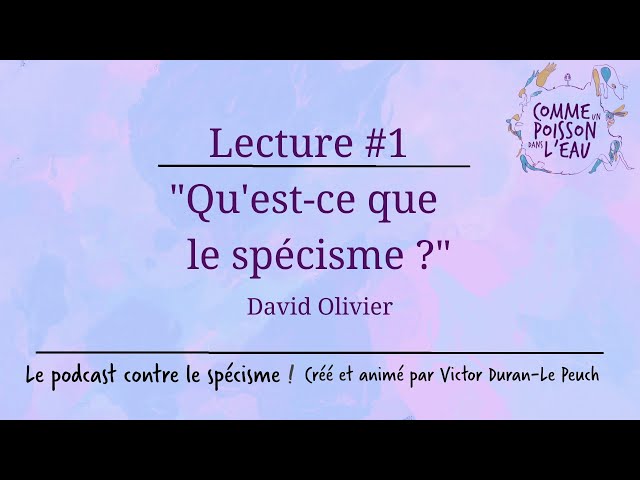 Lecture #1
"Qu'est-ce que
le spécisme ?"
David Olivier
COMME
UN
POISSON
DANS L'EAU
Le podcast contre le spécisme ! Créé et animé par Victor Duran-Le Peuch